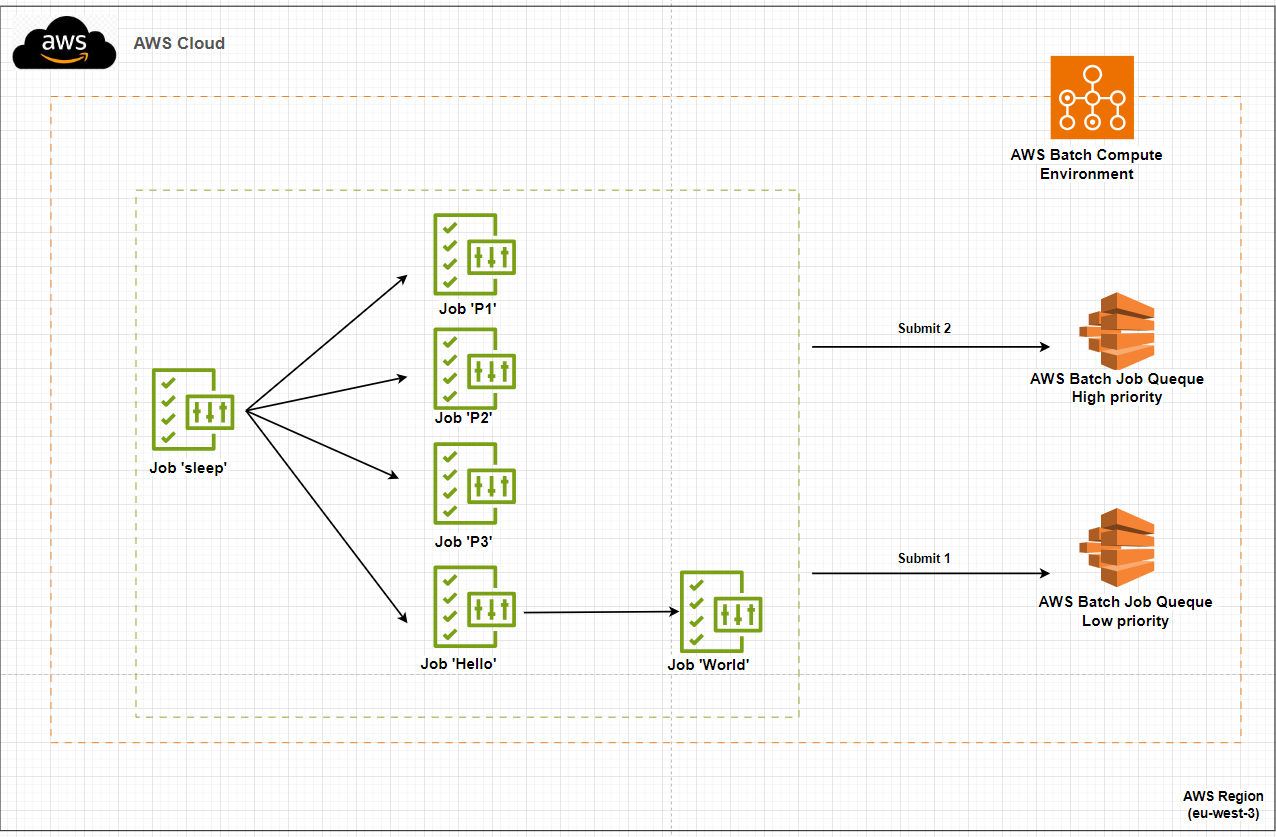 aws
AWS Cloud
AWS Batch Compute
Environment
Job 'P1'
Submit 2
AWS Batch Job Queque
High priority
Job 'P2'
Job 'sleep'
Job 'P3'
Submit 1
AWS Batch Job Queque
Low priority
Job 'Hello'
Job 'World'
AWS Region
(eu-west-3)